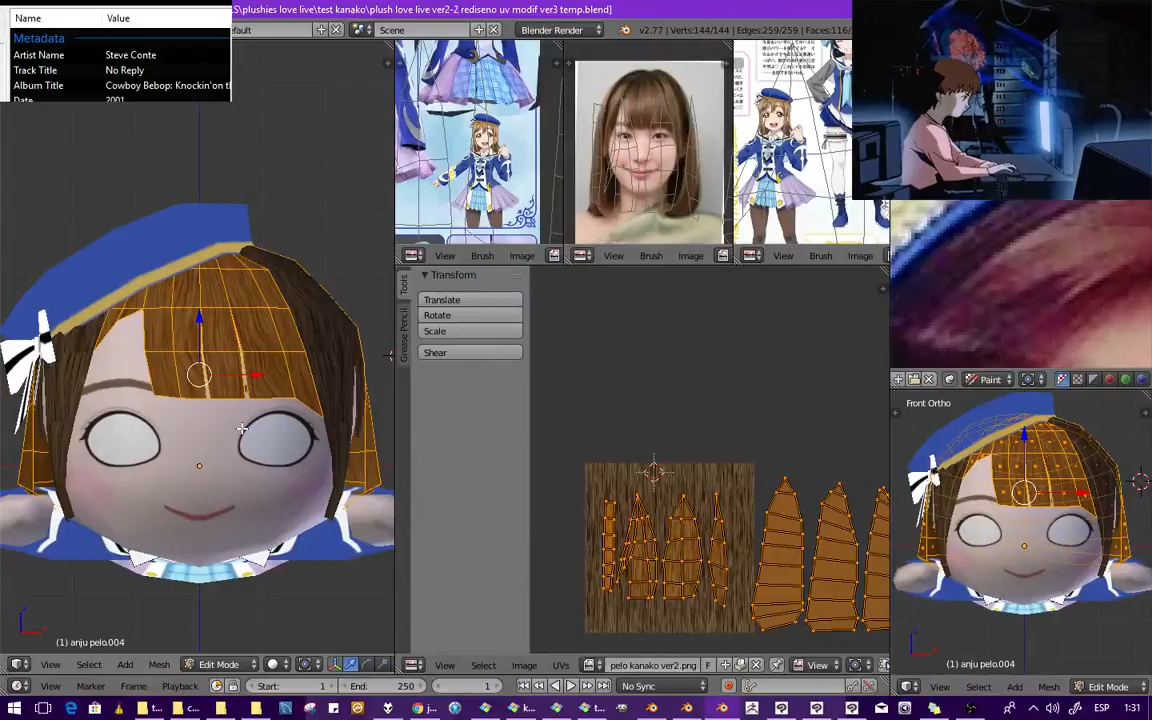 S\plushies love live\test kanako\plush love live ver2-2 rediseno uv modif ver3 temp.blend]
Name Value
Metadata
Artist Name Steve Conte
Track Title No Reply
Album Title Cowboy Bebop: Knockin'on t
Date 2001
efault Scene Blender Render v2.77 | Verts:144/144 | Edges:259/259 | Faces:116/
View Brush Image View Brush Image View Brush
Transform
Translate
Rotate
Scale
Shear
Tools
Grease Pencil
Paint
Front Ortho
(1) anju pelo.004
(1) anju pelo.004
View Select Add Mesh Edit Mode
View Select Image UVs pelo kanako ver2.png F View
View Select Add Mesh Edit Mode
View Marker Frame Playback Start: 1 End: 250 1 No Sync
t... c... j... k... t... ESP 1:31